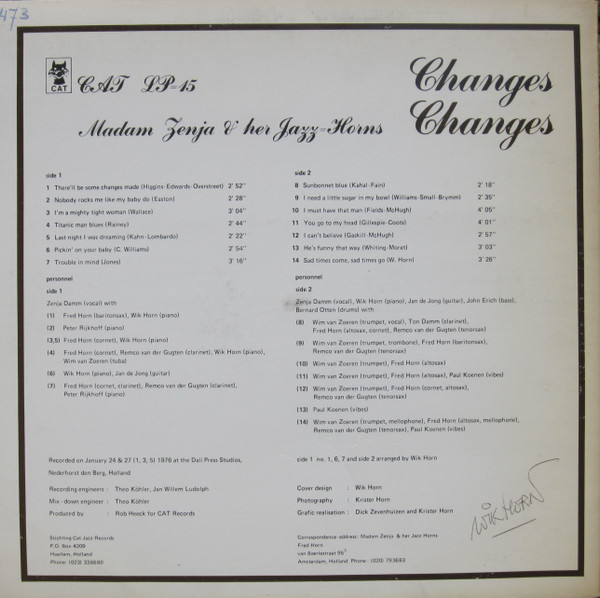 473
CAT
CAT LP=15
Changes
Changes
Madam Zenja & her Jazz=Horns
side 1
1 There'll be some changes made (Higgins-Edwards-Overstreet) 2' 52''
2 Nobody rocks me like my baby do (Easton) 2' 28''
3 I'm a mighty tight woman (Wallace) 3' 04''
4 Titanic man blues (Rainey) 2' 44''
5 Last night I was dreaming (Kahn-Lombardo) 2' 22''
6 Pickin' on your baby (C. Williams) 2' 54''
7 Trouble in mind (Jones) 3' 16''
side 2
8 Sunbonnet blue (Kahal-Fain) 2' 18''
9 I need a little sugar in my bowl (Williams-Small-Brymm) 2' 35''
10 I must have that man (Fields-McHugh) 4' 05''
11 You go to my head (Gillespie-Coots) 4' 01''
12 I can't believe (Gaskill-McHugh) 2' 57''
13 He's funny that way (Whiting-Moret) 3' 03''
14 Sad times come, sad times go (W. Horn) 3' 26''
personnel
side 1
Zenja Damm (vocal) with
(1) Fred Horn (baritonsax), Wik Horn (piano)
(2) Peter Rijkhoff (piano)
(3,5) Fred Horn (cornet), Wik Horn (piano)
(4) Fred Horn (cornet), Remco van der Gugten (clarinet), Wik Horn (piano),
Wim van Zoeren (tuba)
(6) Wik Horn (piano), Jan de Jong (guitar)
(7) Fred Horn (cornet, clarinet), Remco van der Gugten (clarinet),
Peter Rijkhoff (piano)
personnel
side 2
Zenja Damm (vocal), Wik Horn (piano), Jan de Jong (guitar), John Erich (bas),
Bernard Otten (drums) with
(8) Wim van Zoeren (trumpet, vocal), Ton Damm (clarinet),
Fred Horn (altosax, cornet), Remco van der Gugten (tenorsax)
(9) Wim van Zoeren (trumpet, trombone), Fred Horn (baritonsax),
Remco van der Gugten (tenorsax)
(10) Wim van Zoeren (trumpet), Fred Horn (altosax)
(11) Wim van Zoeren (trumpet), Fred Horn (altosax), Paul Koenen (vibes)
(12) Wim van Zoeren (trumpet), Fred Horn (cornet, altosax),
Remco van der Gugten (tenorsax)
(13) Paul Koenen (vibes)
(14) Wim van Zoeren (trumpet, mellophone), Fred Horn (altosax, mellophone),
Remco van der Gugten (tenorsax), Paul Koenen (vibes)
Recorded on January 24 & 27 (1, 3, 5) 1976 at the Dali Press Studios,
Nederhorst den Berg, Holland
Recording engineers : Theo Köhler, Jan Willem Ludolph
Mix-down engineer : Theo Köhler
Produced by : Rob Heeck for CAT Records
side 1 no. 1, 6, 7 and side 2 arranged by Wik Horn
Cover design : Wik Horn
Photography : Krister Horn
Grafic realisation : Dick Zevenhuizen and Krister Horn
WIK HORN
Stichting Cat Jazz Records
P.O. Box 4209
Haarlem, Holland
Phone: (023) 338680
Correspondence address: Madam Zenja & her Jazz Horns
Fred Horn
Amsterdam, Holland Phone: (020) 793683